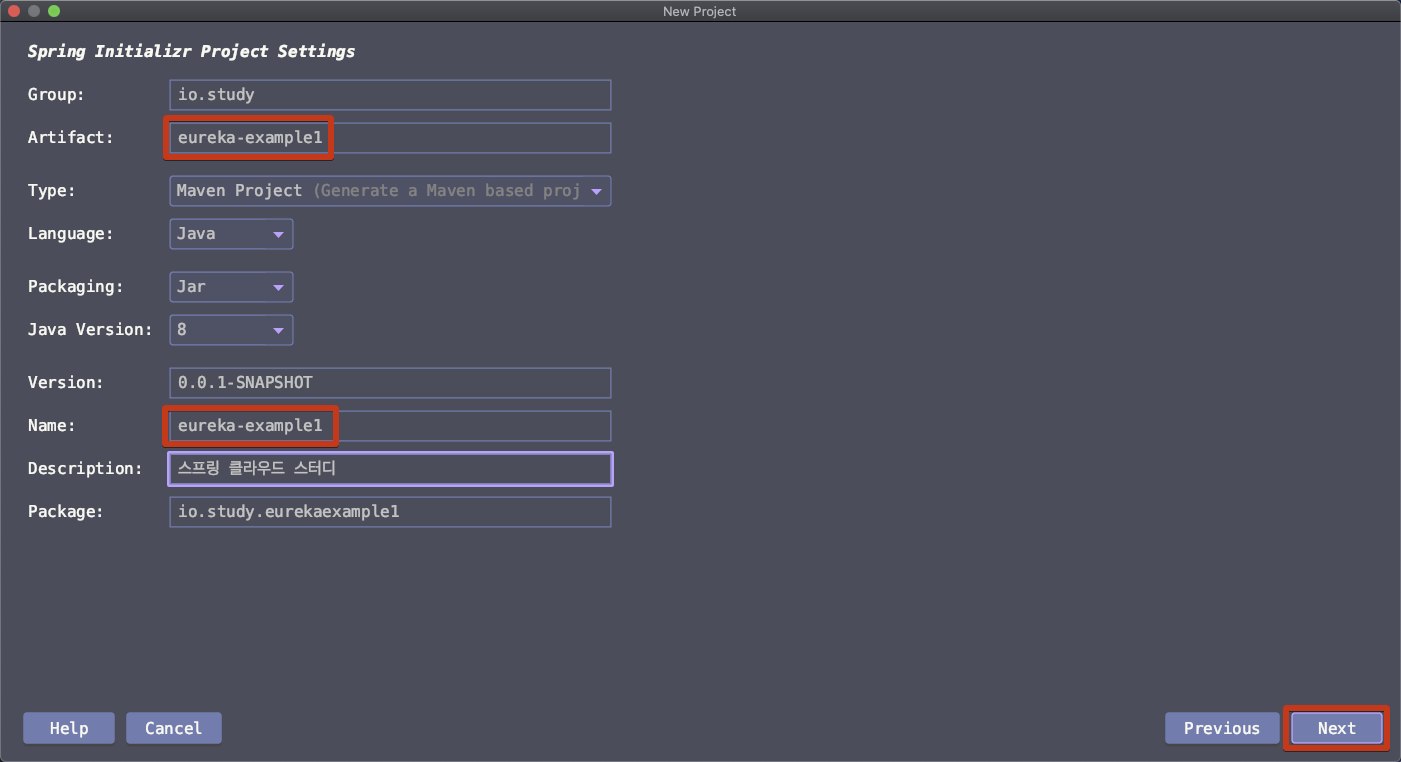 New Project
Spring Initializr Project Settings
Group: io.study
Artifact: eureka-example1
Type: Maven Project (Generate a Maven based proj
Language: Java
Packaging: Jar
Java Version: 8
Version: 0.0.1-SNAPSHOT
Name: eureka-example1
Description: 스프링 클라우드 스터디
Package: io.study.eurekaexample1
Help Cancel Previous Next